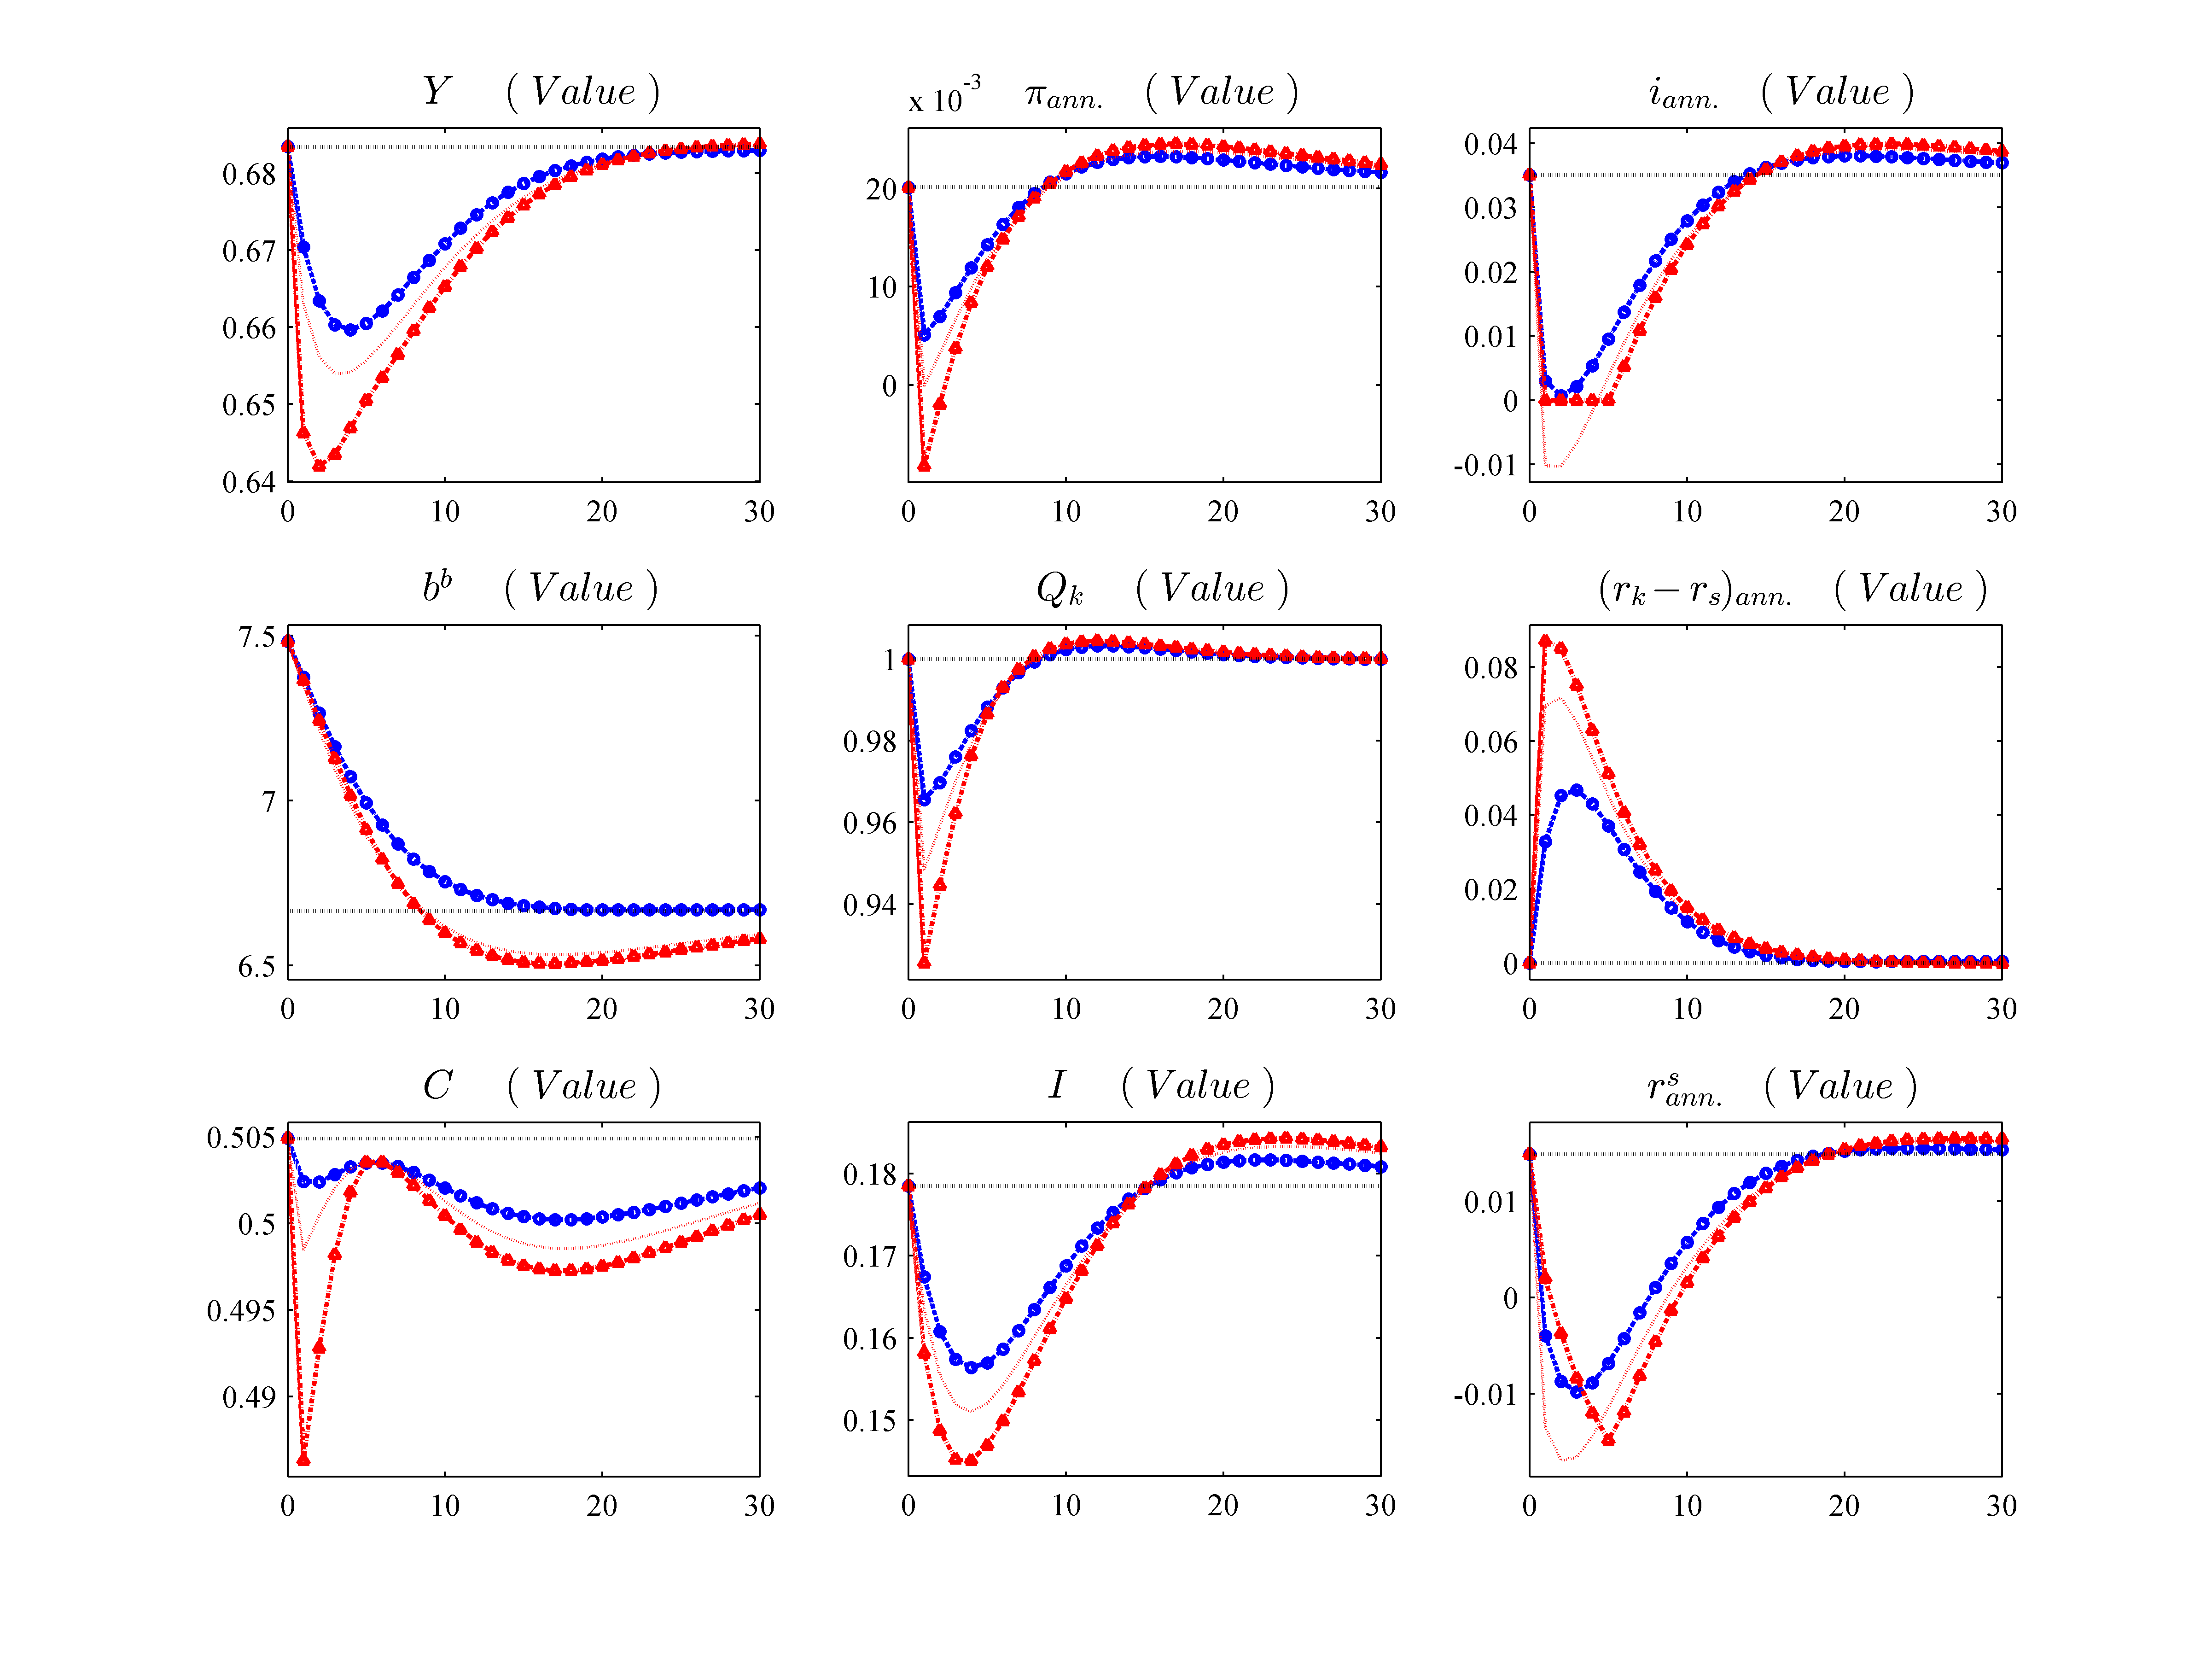 Y ( Value )
x 10^-3 π_ann. ( Value )
i_ann. ( Value )
0.68
0.67
0.66
0.65
0.64
0 10 20 30
20
10
0
0 10 20 30
0.04
0.03
0.02
0.01
0
-0.01
0 10 20 30
b^b ( Value )
Q_k ( Value )
(r_k − r_s)_ann. ( Value )
7.5
7
6.5
0 10 20 30
1
0.98
0.96
0.94
0 10 20 30
0.08
0.06
0.04
0.02
0
0 10 20 30
C ( Value )
I ( Value )
r^s_ann. ( Value )
0.505
0.5
0.495
0.49
0 10 20 30
0.18
0.17
0.16
0.15
0 10 20 30
0.01
0
-0.01
0 10 20 30